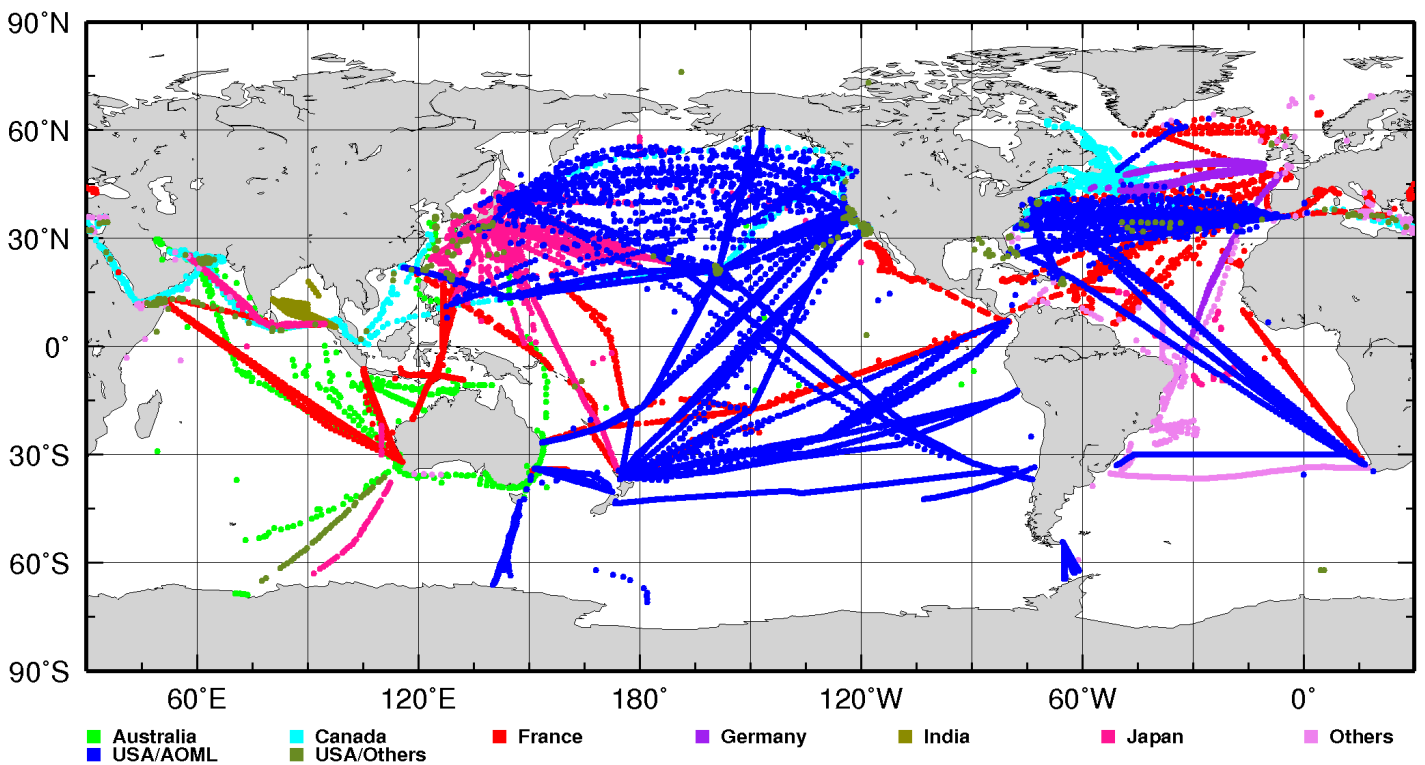 90˚N
60˚N
30˚N
0˚
30˚S
60˚S
90˚S
60˚E 120˚E 180˚ 120˚W 60˚W 0˚
Australia Canada France Germany India Japan Others
USA/AOML USA/Others